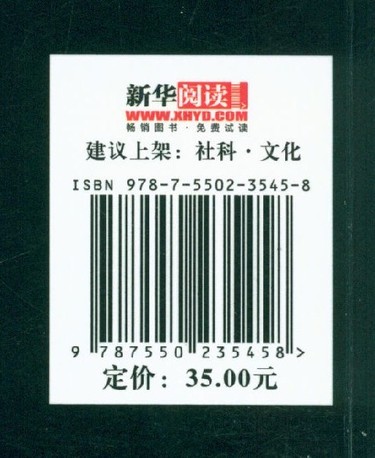 新华阅读
WWW.XHYD.COM
畅销图书·免费试读
建议上架：社科·文化
ISBN 978-7-5502-3545-8
9 787550 235458 >
定价：35.00元